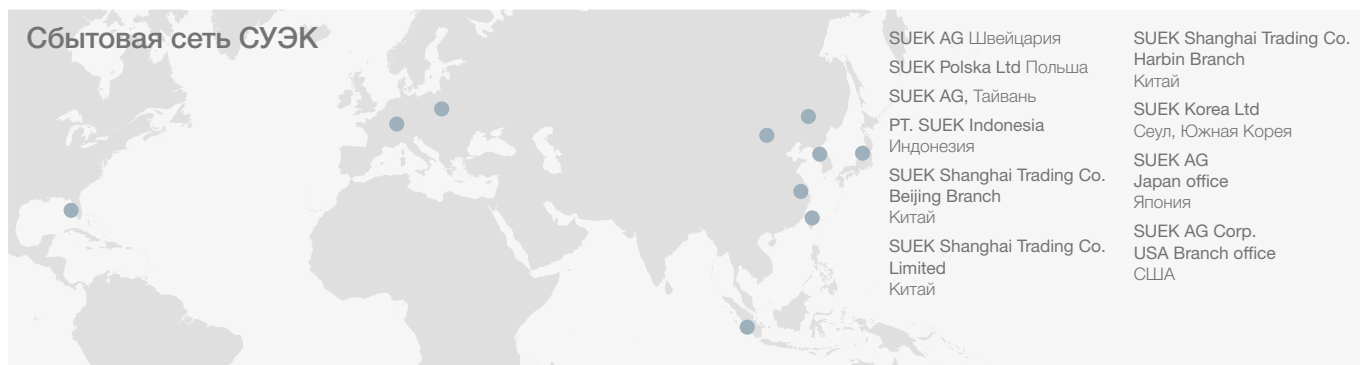 Сбытовая сеть СУЭК
SUEK AG Швейцария
SUEK Polska Ltd Польша
SUEK AG, Тайвань
PT. SUEK Indonesia
Индонезия
SUEK Shanghai Trading Co.
Beijing Branch
Китай
SUEK Shanghai Trading Co.
Limited
Китай
SUEK Shanghai Trading Co.
Harbin Branch
Китай
SUEK Korea Ltd
Сеул, Южная Корея
SUEK AG
Japan office
Япония
SUEK AG Corp.
USA Branch office
США